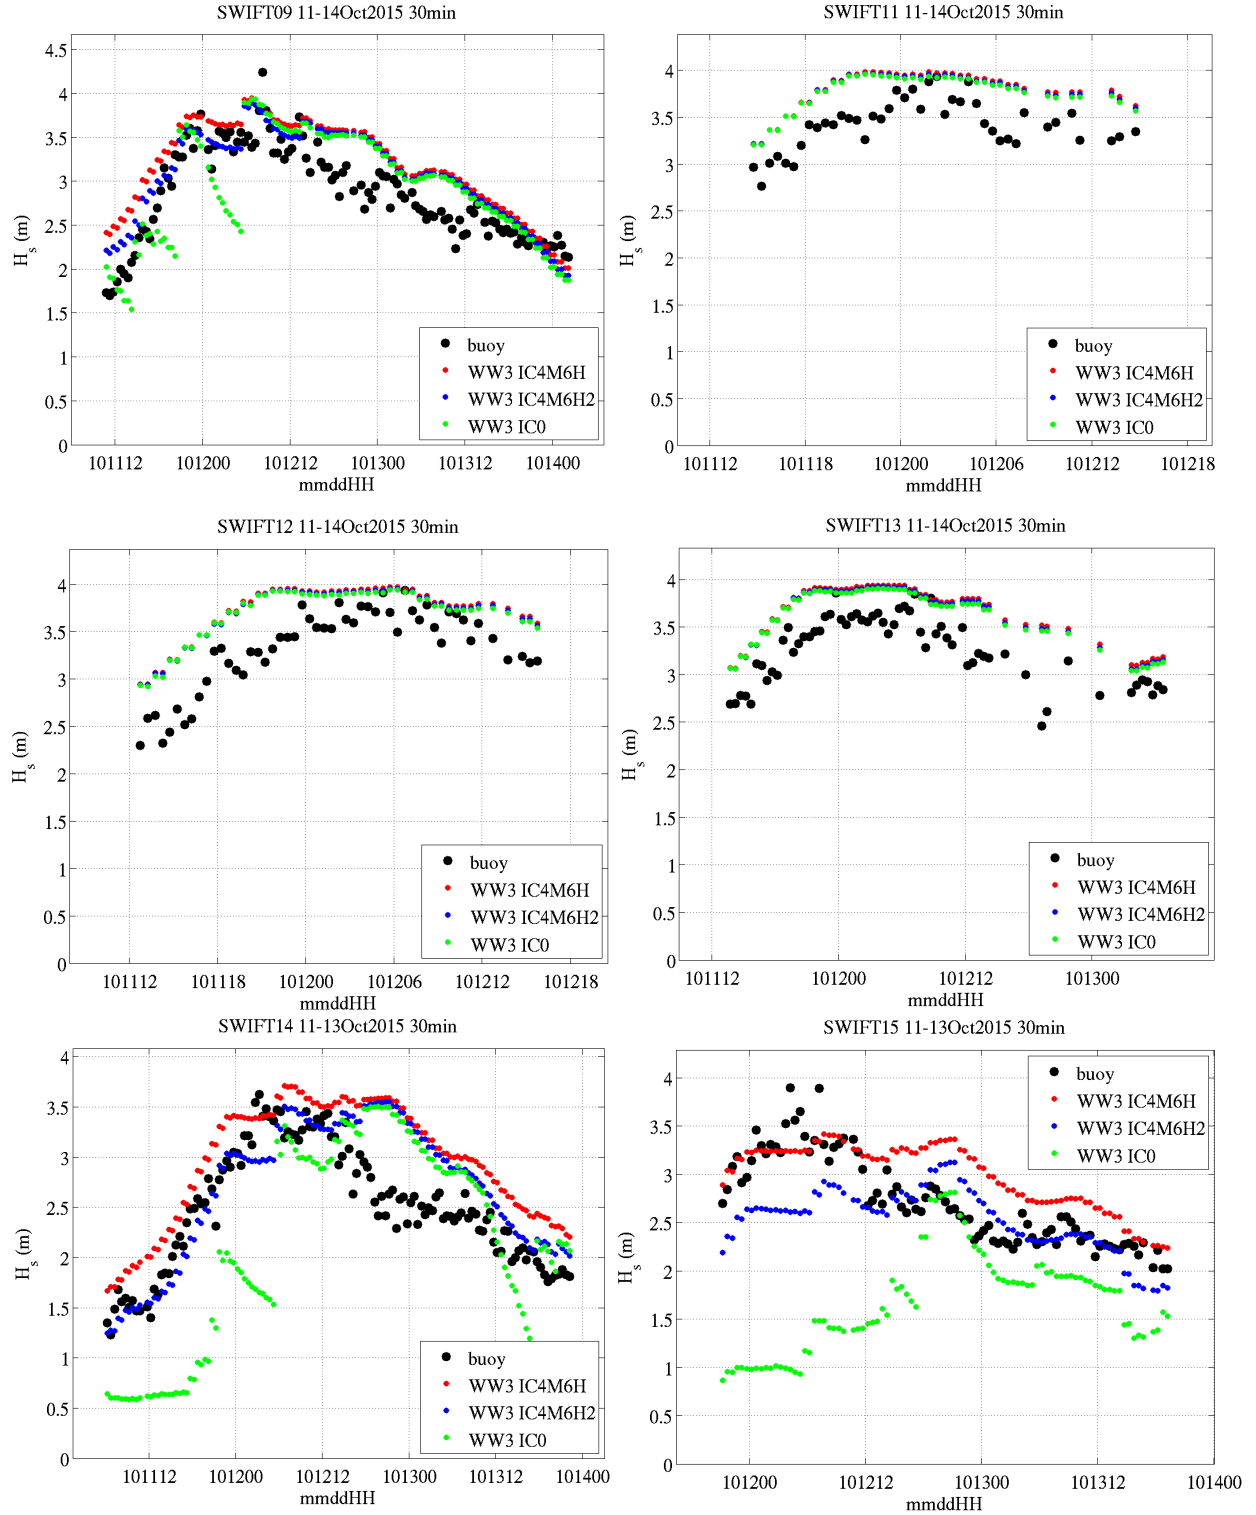 SWIFT09 11-14Oct2015 30min
4.5
4
3.5
3
2.5
2
1.5
1
0.5
0
H_s (m)
buoy
WW3 IC4M6H
WW3 IC4M6H2
WW3 IC0
101112 101200 101212 101300 101312 101400
mmddHH
SWIFT11 11-14Oct2015 30min
4
3.5
3
2.5
2
1.5
1
0.5
0
H_s (m)
buoy
WW3 IC4M6H
WW3 IC4M6H2
WW3 IC0
101112 101118 101200 101206 101212 101218
mmddHH
SWIFT12 11-14Oct2015 30min
4
3.5
3
2.5
2
1.5
1
0.5
0
H_s (m)
buoy
WW3 IC4M6H
WW3 IC4M6H2
WW3 IC0
101112 101118 101200 101206 101212 101218
mmddHH
SWIFT13 11-14Oct2015 30min
4
3.5
3
2.5
2
1.5
1
0.5
0
H_s (m)
buoy
WW3 IC4M6H
WW3 IC4M6H2
WW3 IC0
101112 101200 101212 101300
mmddHH
SWIFT14 11-13Oct2015 30min
4
3.5
3
2.5
2
1.5
1
0.5
0
H_s (m)
buoy
WW3 IC4M6H
WW3 IC4M6H2
WW3 IC0
101112 101200 101212 101300 101312 101400
mmddHH
SWIFT15 11-13Oct2015 30min
4
3.5
3
2.5
2
1.5
1
0.5
0
H_s (m)
buoy
WW3 IC4M6H
WW3 IC4M6H2
WW3 IC0
101200 101212 101300 101312 101400
mmddHH